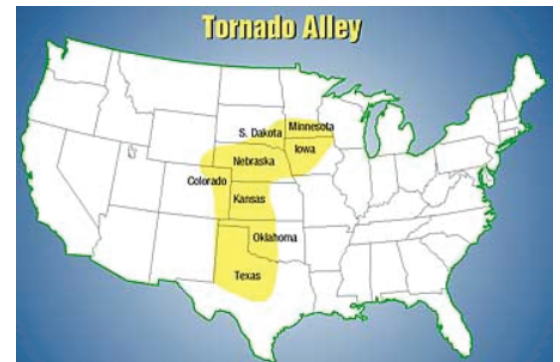 Tornado Alley
Minnesota
S. Dakota
Iowa
Nebraska
Colorado
Kansas
Oklahoma
Texas